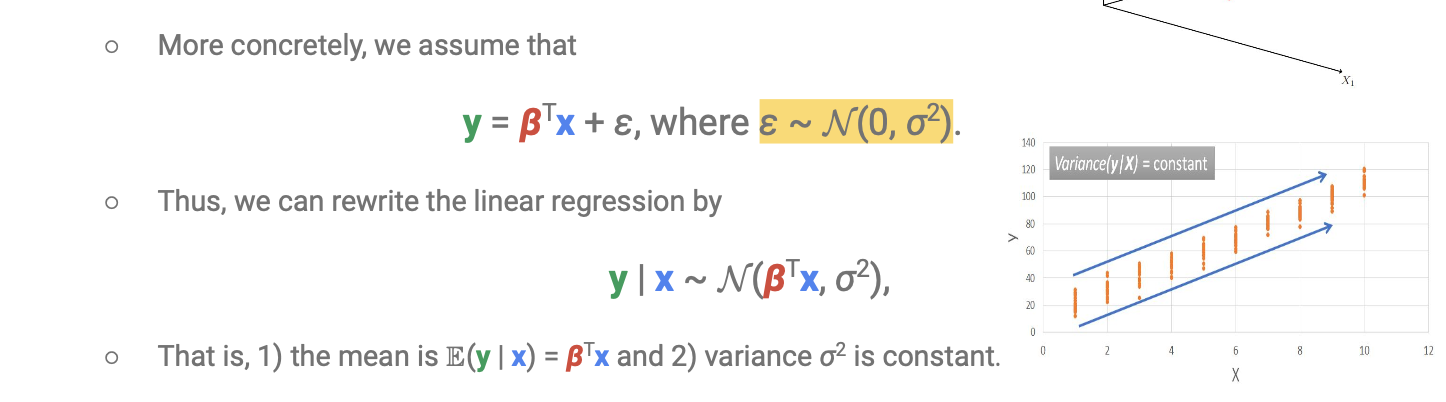 ○ More concretely, we assume that
y = βᵀx + ε, where ε ~ 𝒩(0, σ²).
○ Thus, we can rewrite the linear regression by
y | x ~ 𝒩(βᵀx, σ²),
○ That is, 1) the mean is 𝔼(y | x) = βᵀx and 2) variance σ² is constant.
X₁
Variance(y|X) = constant
140
120
100
80
60
40
20
0
y
0 2 4 6 8 10 12
X